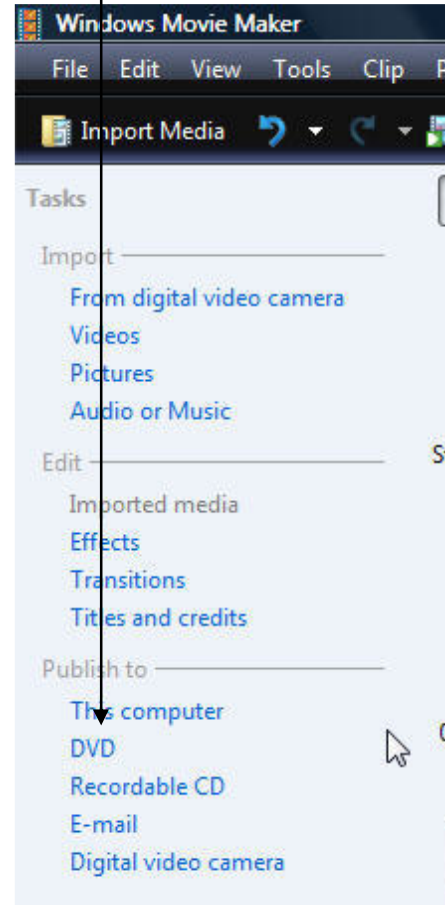 Windows Movie Maker
File Edit View Tools Clip
Import Media
Tasks
Import
From digital video camera
Videos
Pictures
Audio or Music
Edit
Imported media
Effects
Transitions
Titles and credits
Publish to
This computer
DVD
Recordable CD
E-mail
Digital video camera